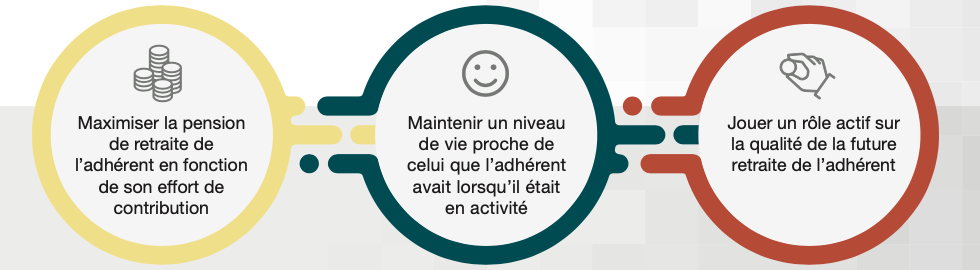 Maximiser la pension
de retraite de
l’adhérent en fonction
de son effort de
contribution
Maintenir un niveau
de vie proche de
celui que l’adhérent
avait lorsqu’il était
en activité
Jouer un rôle actif sur
la qualité de la future
retraite de l’adhérent